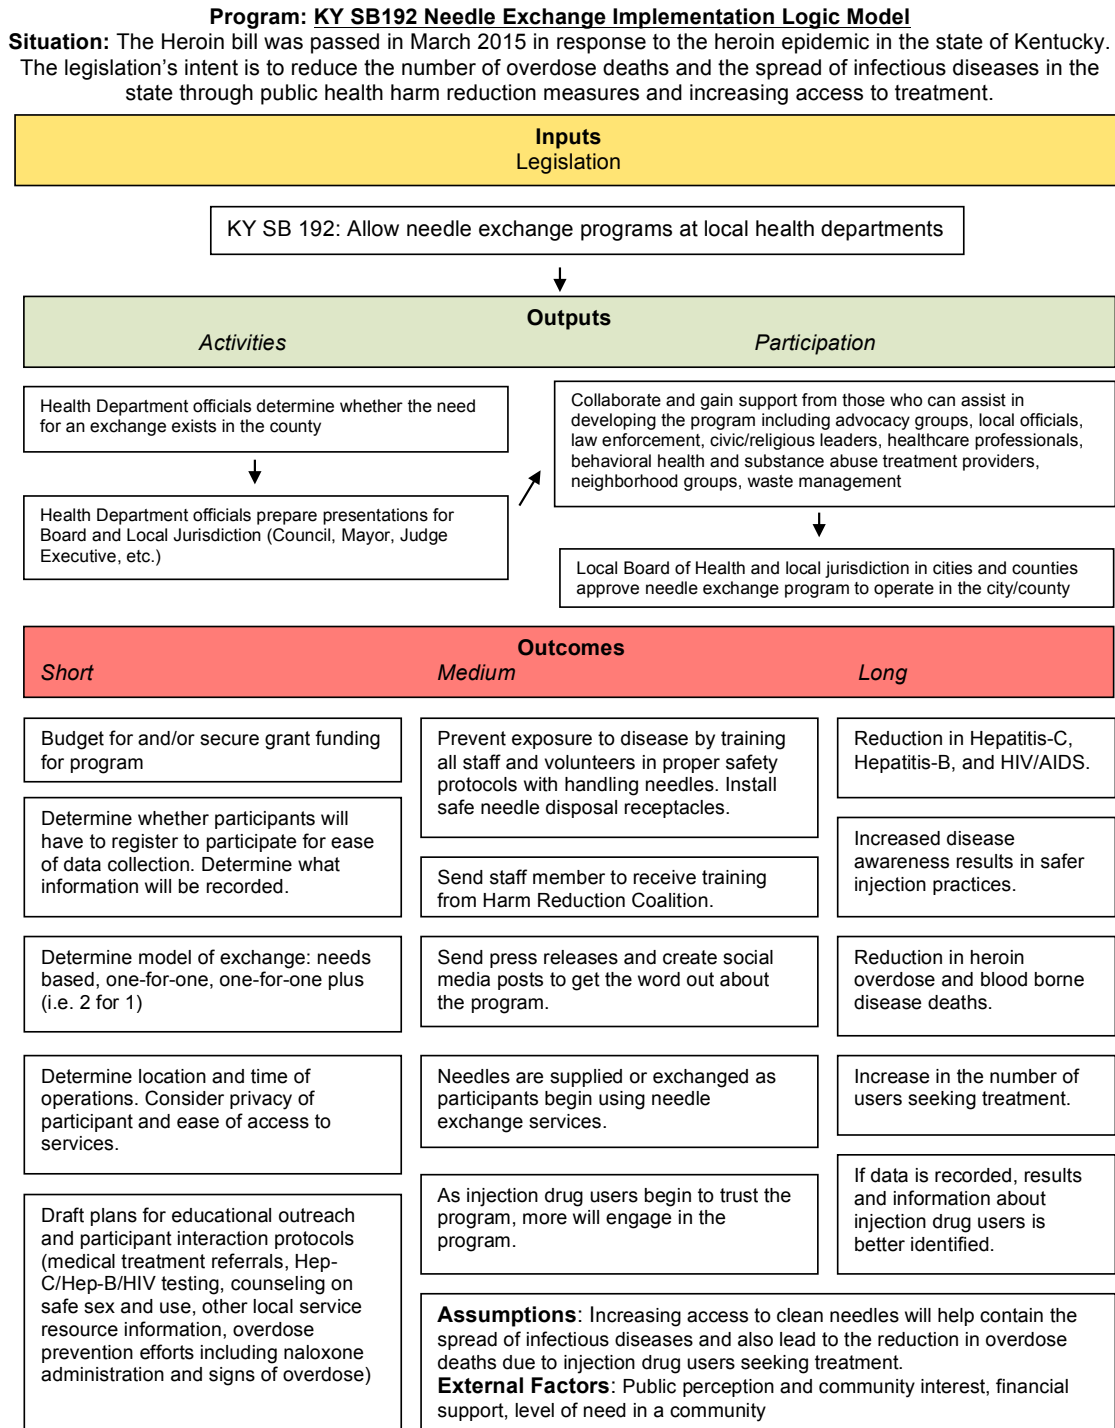 Program: KY SB192 Needle Exchange Implementation Logic Model
Situation: The Heroin bill was passed in March 2015 in response to the heroin epidemic in the state of Kentucky.
The legislation's intent is to reduce the number of overdose deaths and the spread of infectious diseases in the
state through public health harm reduction measures and increasing access to treatment.
Inputs
Legislation
KY SB 192: Allow needle exchange programs at local health departments
Outputs
Activities
Participation
Health Department officials determine whether the need
for an exchange exists in the county
Health Department officials prepare presentations for
Board and Local Jurisdiction (Council, Mayor, Judge
Executive, etc.)
Collaborate and gain support from those who can assist in
developing the program including advocacy groups, local officials,
law enforcement, civic/religious leaders, healthcare professionals,
behavioral health and substance abuse treatment providers,
neighborhood groups, waste management
Local Board of Health and local jurisdiction in cities and counties
approve needle exchange program to operate in the city/county
Outcomes
Short
Medium
Long
Budget for and/or secure grant funding
for program
Determine whether participants will
have to register to participate for ease
of data collection. Determine what
information will be recorded.
Determine model of exchange: needs
based, one-for-one, one-for-one plus
(i.e. 2 for 1)
Determine location and time of
operations. Consider privacy of
participant and ease of access to
services.
Draft plans for educational outreach
and participant interaction protocols
(medical treatment referrals, Hep-
C/Hep-B/HIV testing, counseling on
safe sex and use, other local service
resource information, overdose
prevention efforts including naloxone
administration and signs of overdose)
Prevent exposure to disease by training
all staff and volunteers in proper safety
protocols with handling needles. Install
safe needle disposal receptacles.
Send staff member to receive training
from Harm Reduction Coalition.
Send press releases and create social
media posts to get the word out about
the program.
Needles are supplied or exchanged as
participants begin using needle
exchange services.
As injection drug users begin to trust the
program, more will engage in the
program.
Reduction in Hepatitis-C,
Hepatitis-B, and HIV/AIDS.
Increased disease
awareness results in safer
injection practices.
Reduction in heroin
overdose and blood borne
disease deaths.
Increase in the number of
users seeking treatment.
If data is recorded, results
and information about
injection drug users is
better identified.
Assumptions: Increasing access to clean needles will help contain the
spread of infectious diseases and also lead to the reduction in overdose
deaths due to injection drug users seeking treatment.
External Factors: Public perception and community interest, financial
support, level of need in a community